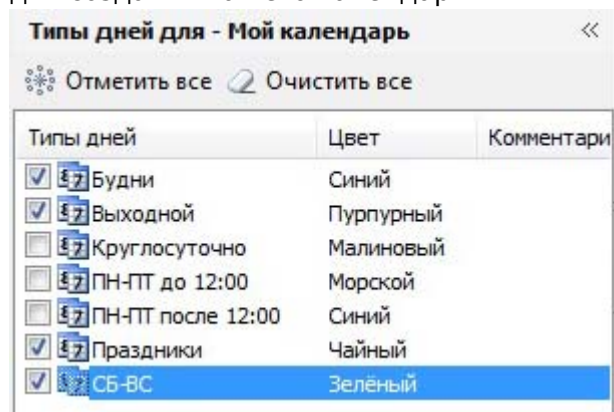 Типы дней для - Мой календарь
Отметить все Очистить все
Типы дней Цвет Комментари
Будни Синий
Выходной Пурпурный
Круглосуточно Малиновый
ПН-ПТ до 12:00 Морской
ПН-ПТ после 12:00 Синий
Праздники Чайный
СБ-ВС Зелёный